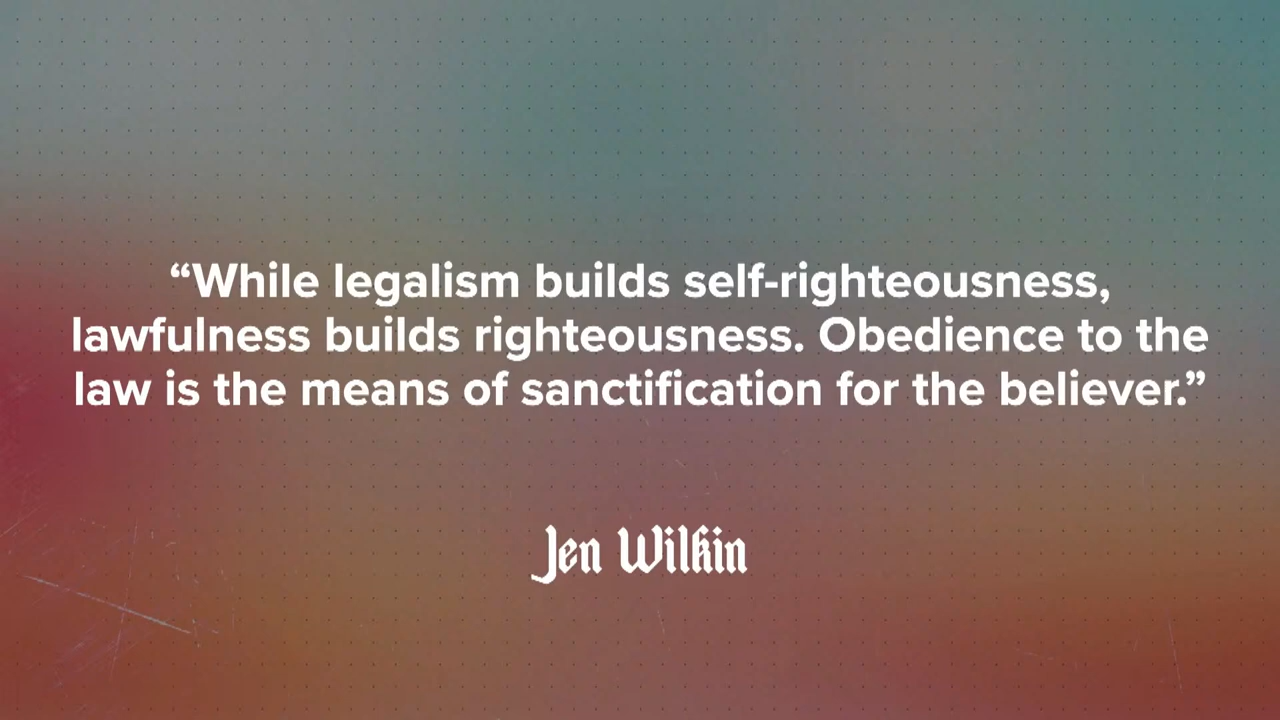 “While legalism builds self-righteousness,
lawfulness builds righteousness. Obedience to the
law is the means of sanctification for the believer.”
Jen Wilkin